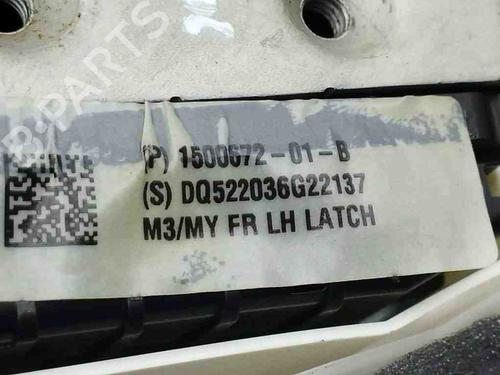 B-PARTS
(P) 1500672-01-B
(S) DQ522036G22137
M3/MY FR LH LATCH